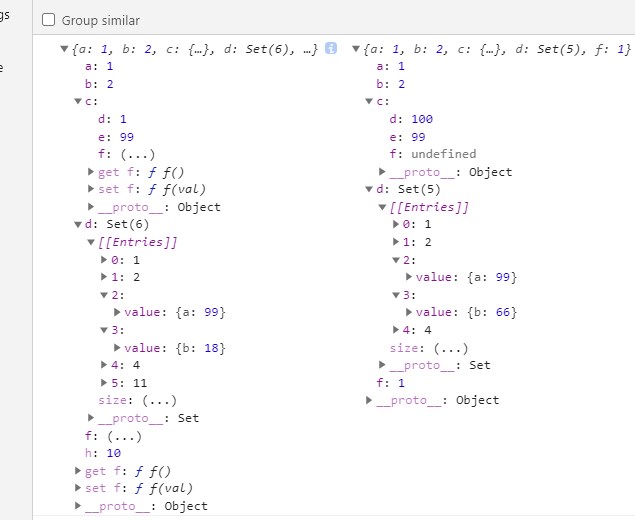 gs
Group similar
e
{a: 1, b: 2, c: {…}, d: Set(6), …} i
a: 1
b: 2
c:
d: 1
e: 99
f: (...)
get f: ƒ f()
set f: ƒ f(val)
__proto__: Object
d: Set(6)
[[Entries]]
0: 1
1: 2
2:
value: {a: 99}
3:
value: {b: 18}
4: 4
5: 11
size: (...)
__proto__: Set
f: (...)
h: 10
get f: ƒ f()
set f: ƒ f(val)
__proto__: Object
{a: 1, b: 2, c: {…}, d: Set(5), f: 1}
a: 1
b: 2
c:
d: 100
e: 99
f: undefined
__proto__: Object
d: Set(5)
[[Entries]]
0: 1
1: 2
2:
value: {a: 99}
3:
value: {b: 66}
4: 4
size: (...)
__proto__: Set
f: 1
__proto__: Object